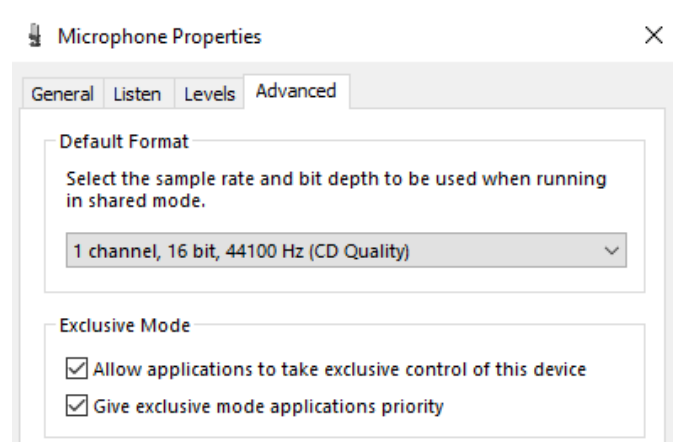 Microphone Properties
General Listen Levels Advanced
Default Format
Select the sample rate and bit depth to be used when running
in shared mode.
1 channel, 16 bit, 44100 Hz (CD Quality)
Exclusive Mode
Allow applications to take exclusive control of this device
Give exclusive mode applications priority